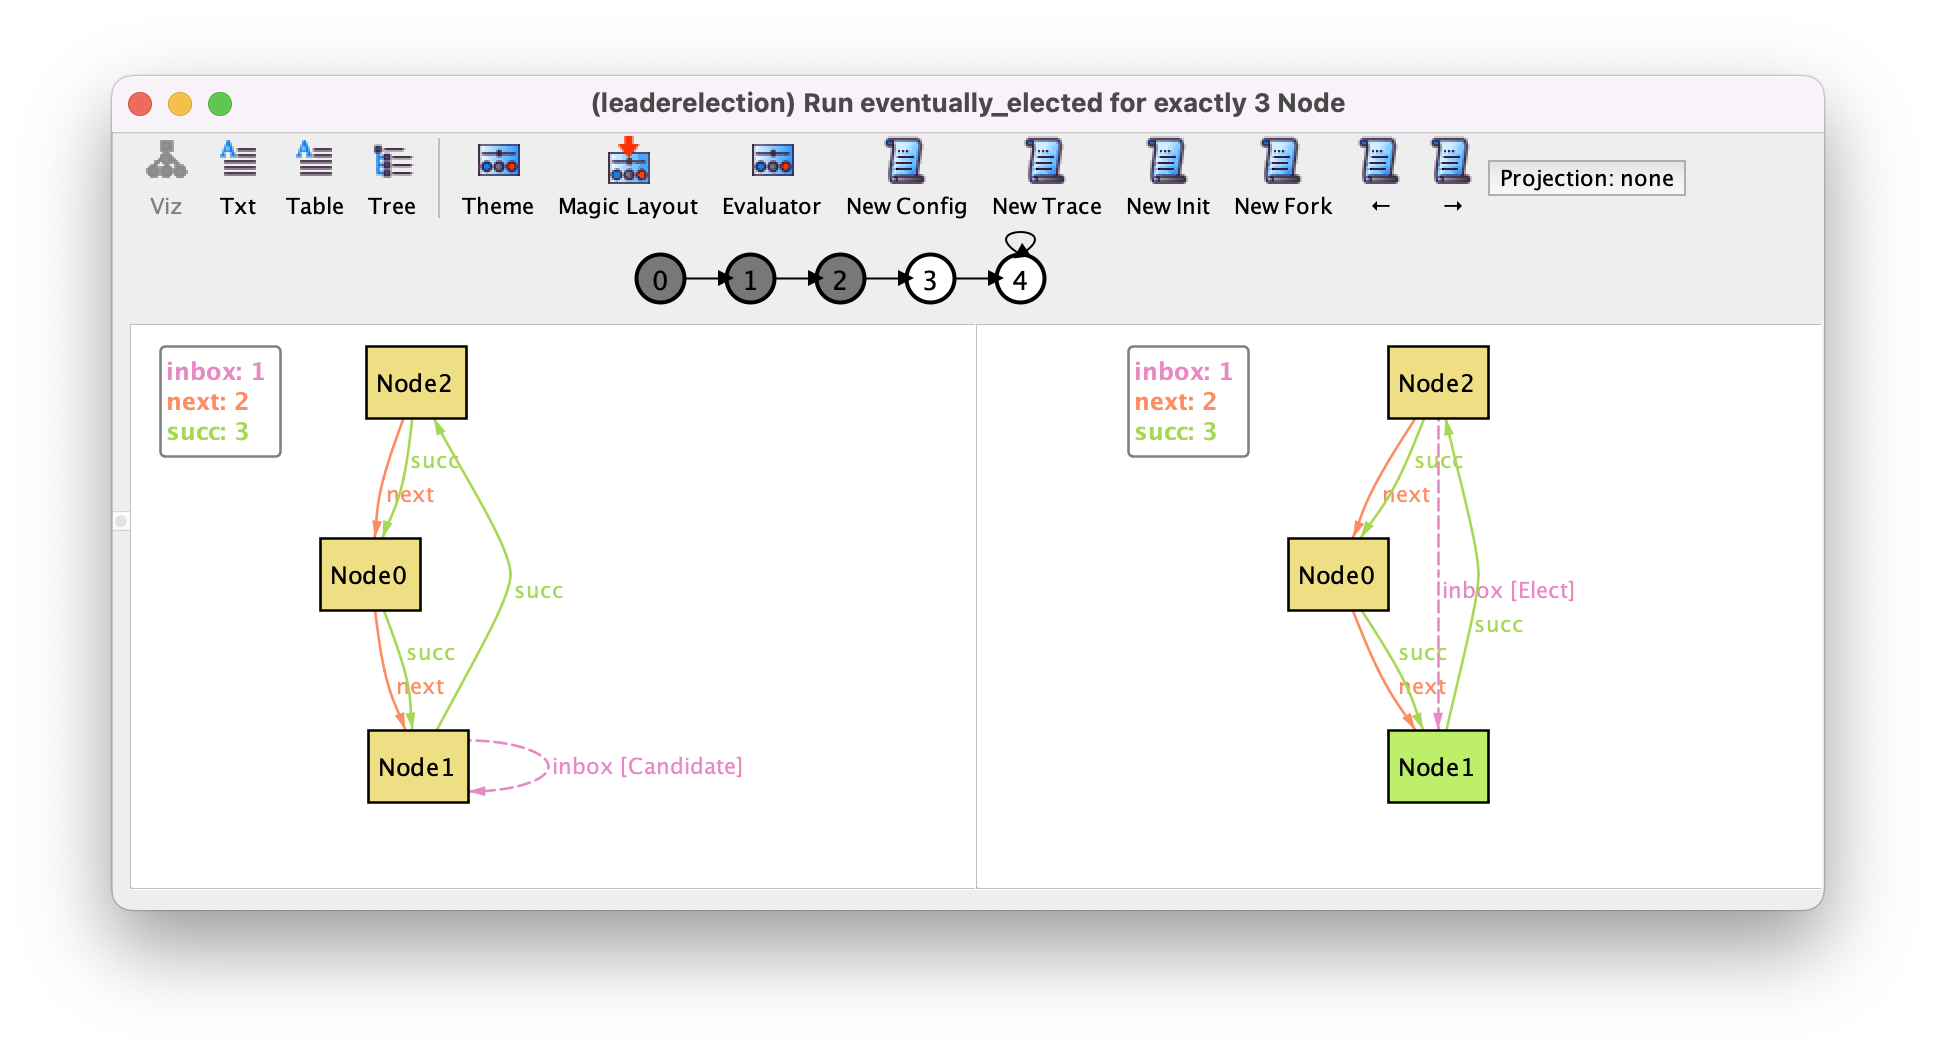 (leaderelection) Run eventually_elected for exactly 3 Node
Viz Txt Table Tree Theme Magic Layout Evaluator New Config New Trace New Init New Fork ← → Projection: none
0 1 2 3 4
inbox: 1
next: 2
succ: 3
Node2
succ
next
Node0
succ
succ
next
Node1
inbox [Candidate]
inbox: 1
next: 2
succ: 3
Node2
succ
next
Node0
inbox [Elect]
succ
succ
next
Node1